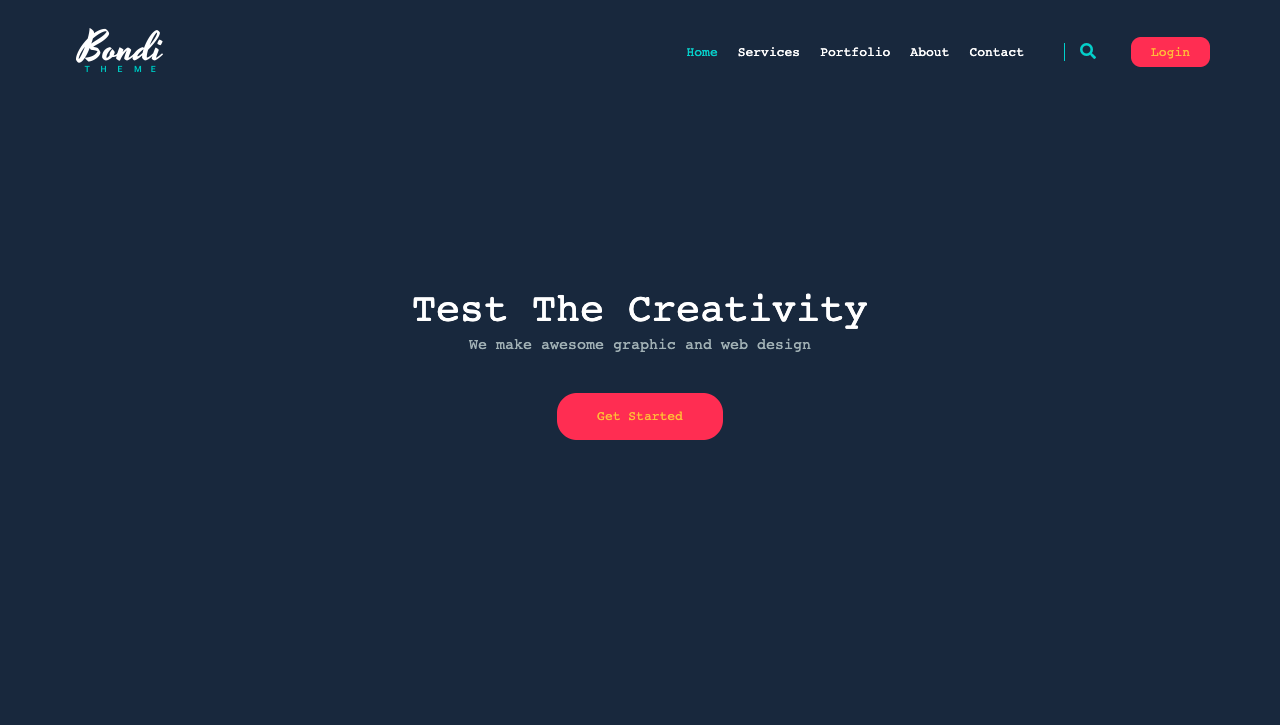 Bondi
THEME
Home Services Portfolio About Contact
Login
Test The Creativity
We make awesome graphic and web design
Get Started